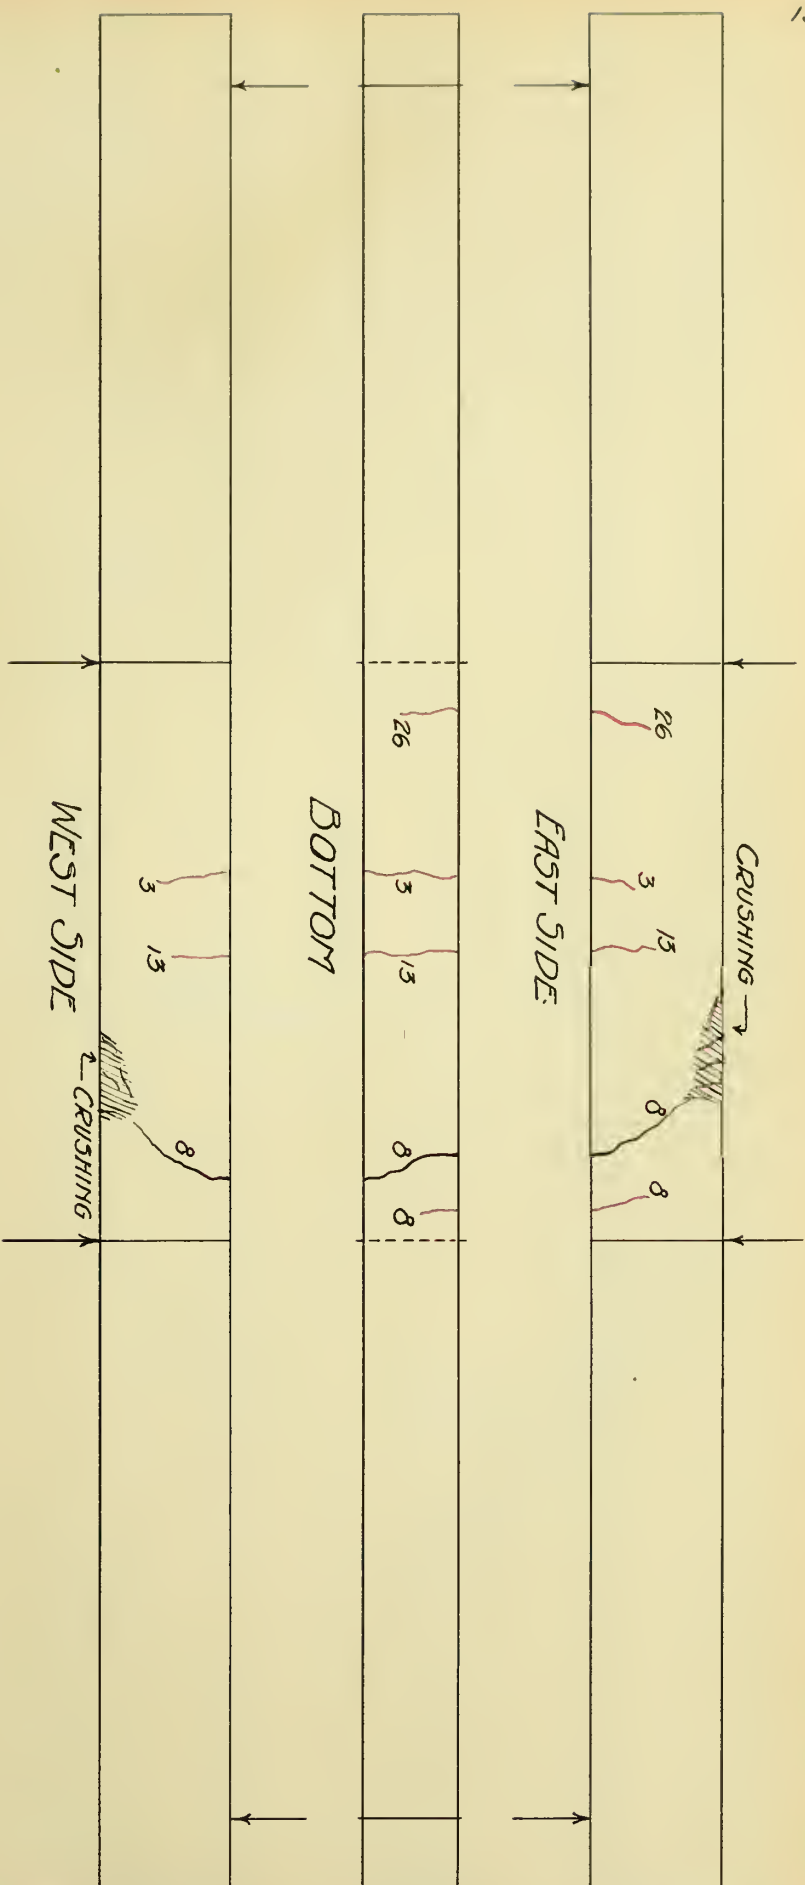 CRUSHING
26 3 13 8 8
EAST SIDE.
26 3 13 8 8
BOTTOM
3 13 8
CRUSHING
WEST SIDE